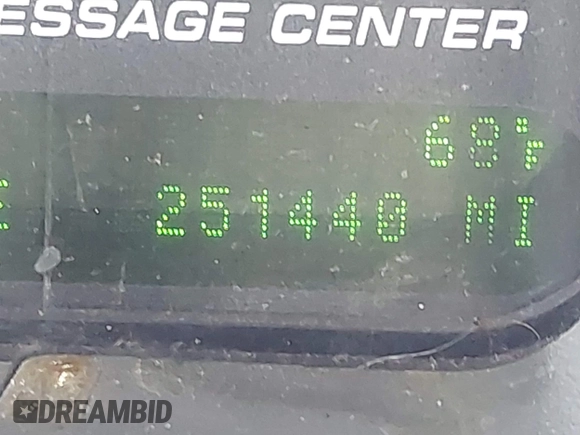 ESSAGE CENTER
68°F
E 251440 MI
DREAMBID